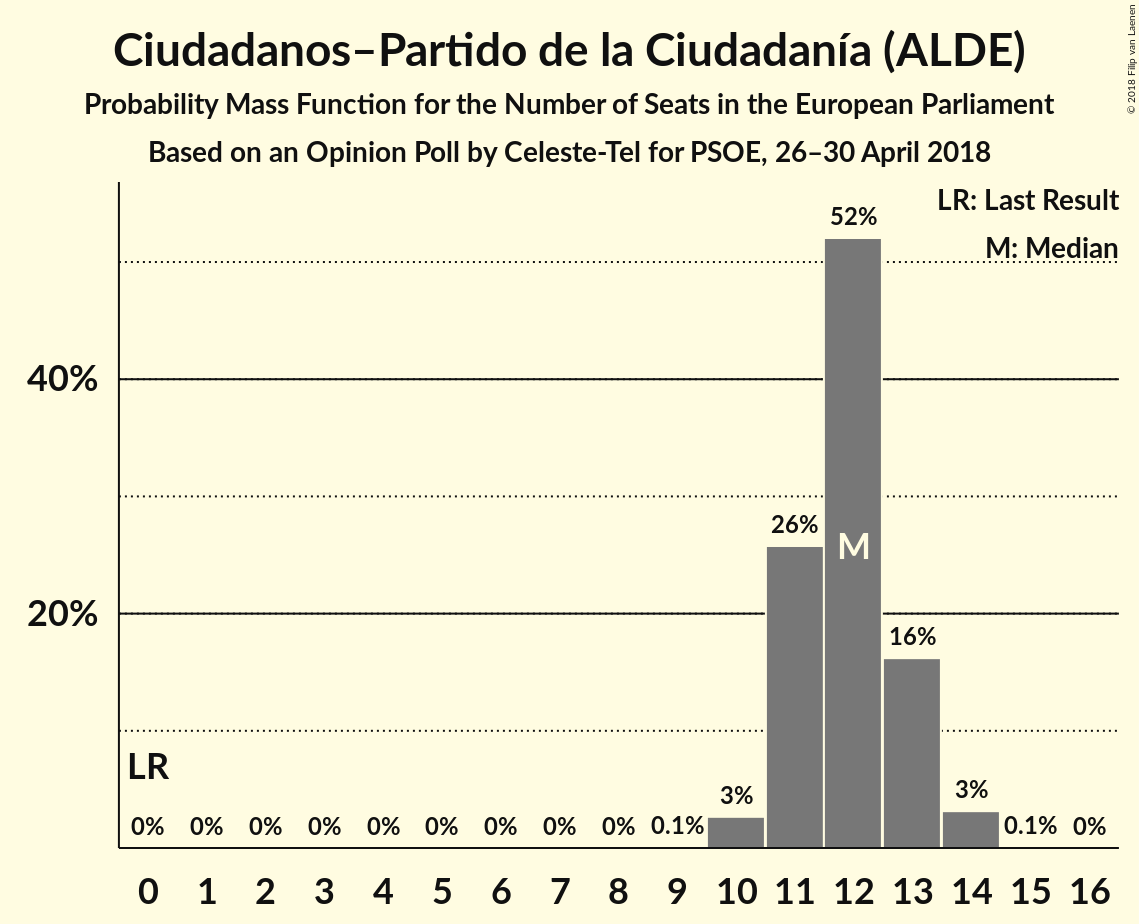 Ciudadanos–Partido de la Ciudadanía (ALDE)
Probability Mass Function for the Number of Seats in the European Parliament
Based on an Opinion Poll by Celeste-Tel for PSOE, 26–30 April 2018
© 2018 Filip van Laenen
LR: Last Result
M: Median
52%
40%
26%
M
20%
16%
LR
0% 0% 0% 0% 0% 0% 0% 0% 0% 0.1% 3% 3% 0.1% 0%
0 1 2 3 4 5 6 7 8 9 10 11 12 13 14 15 16